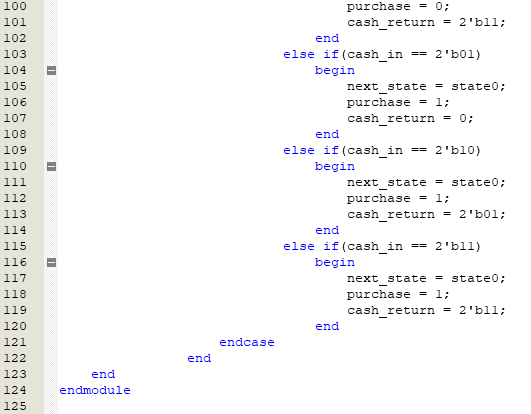 100 purchase = 0;
101 cash_return = 2'b11;
102 end
103 else if(cash_in == 2'b01)
104 begin
105 next_state = state0;
106 purchase = 1;
107 cash_return = 0;
108 end
109 else if(cash_in == 2'b10)
110 begin
111 next_state = state0;
112 purchase = 1;
113 cash_return = 2'b01;
114 end
115 else if(cash_in == 2'b11)
116 begin
117 next_state = state0;
118 purchase = 1;
119 cash_return = 2'b11;
120 end
121 endcase
122 end
123 end
124 endmodule
125